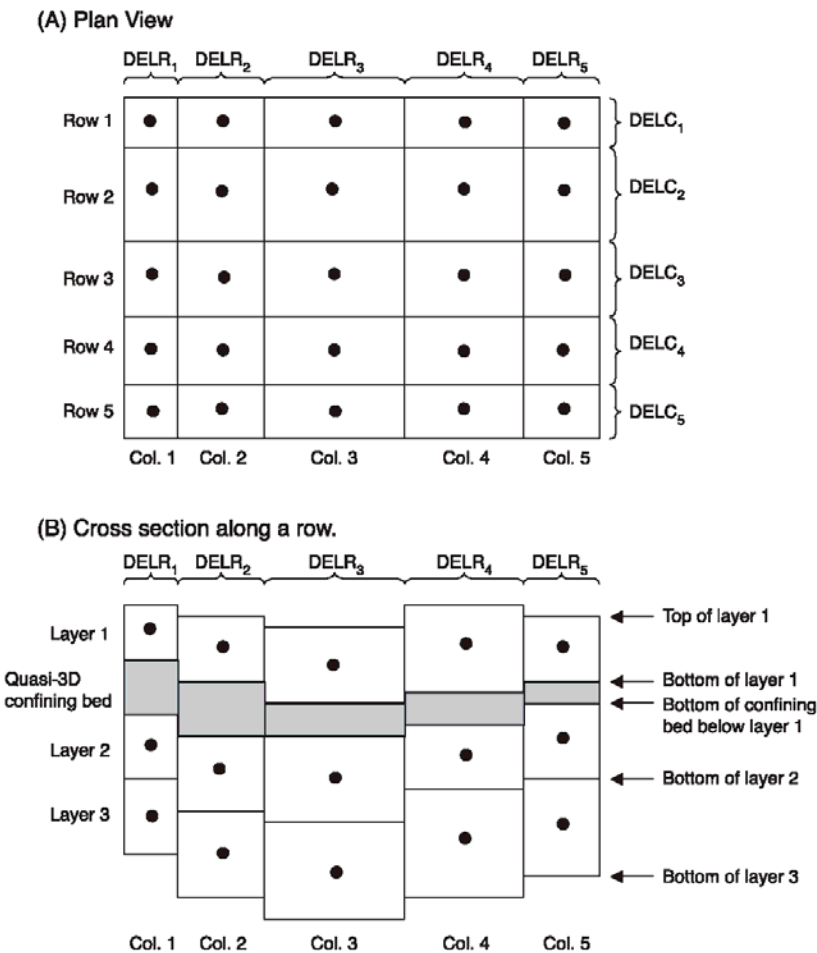 (A) Plan View
DELR1 DELR2 DELR3 DELR4 DELR5
Row 1 DELC1
Row 2 DELC2
Row 3 DELC3
Row 4 DELC4
Row 5 DELC5
Col. 1 Col. 2 Col. 3 Col. 4 Col. 5
(B) Cross section along a row.
DELR1 DELR2 DELR3 DELR4 DELR5
Top of layer 1
Layer 1
Quasi-3D
confining bed
Bottom of layer 1
Bottom of confining
bed below layer 1
Layer 2
Bottom of layer 2
Layer 3
Bottom of layer 3
Col. 1 Col. 2 Col. 3 Col. 4 Col. 5